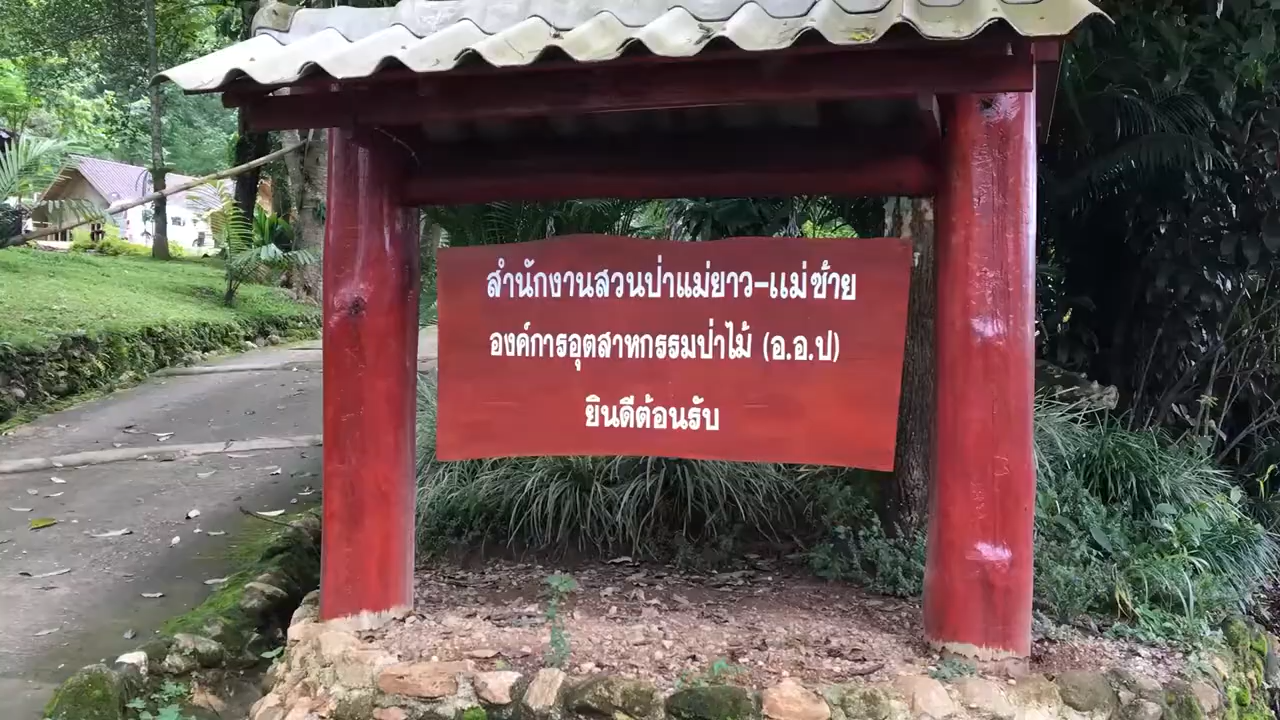 สำนักงานสวนป่าแม่ยาว-แม่ซ้าย
องค์การอุตสาหกรรมป่าไม้ (อ.อ.ป)
ยินดีต้อนรับ